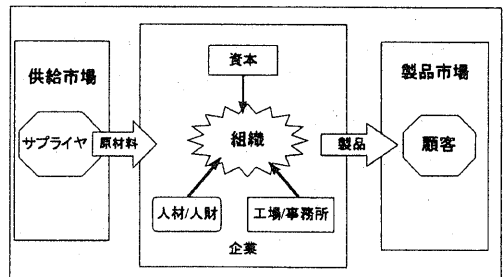 資本
供給市場
製品市場
サプライヤ
原材料
組織
製品
顧客
人材/人財
工場/事務所
企業